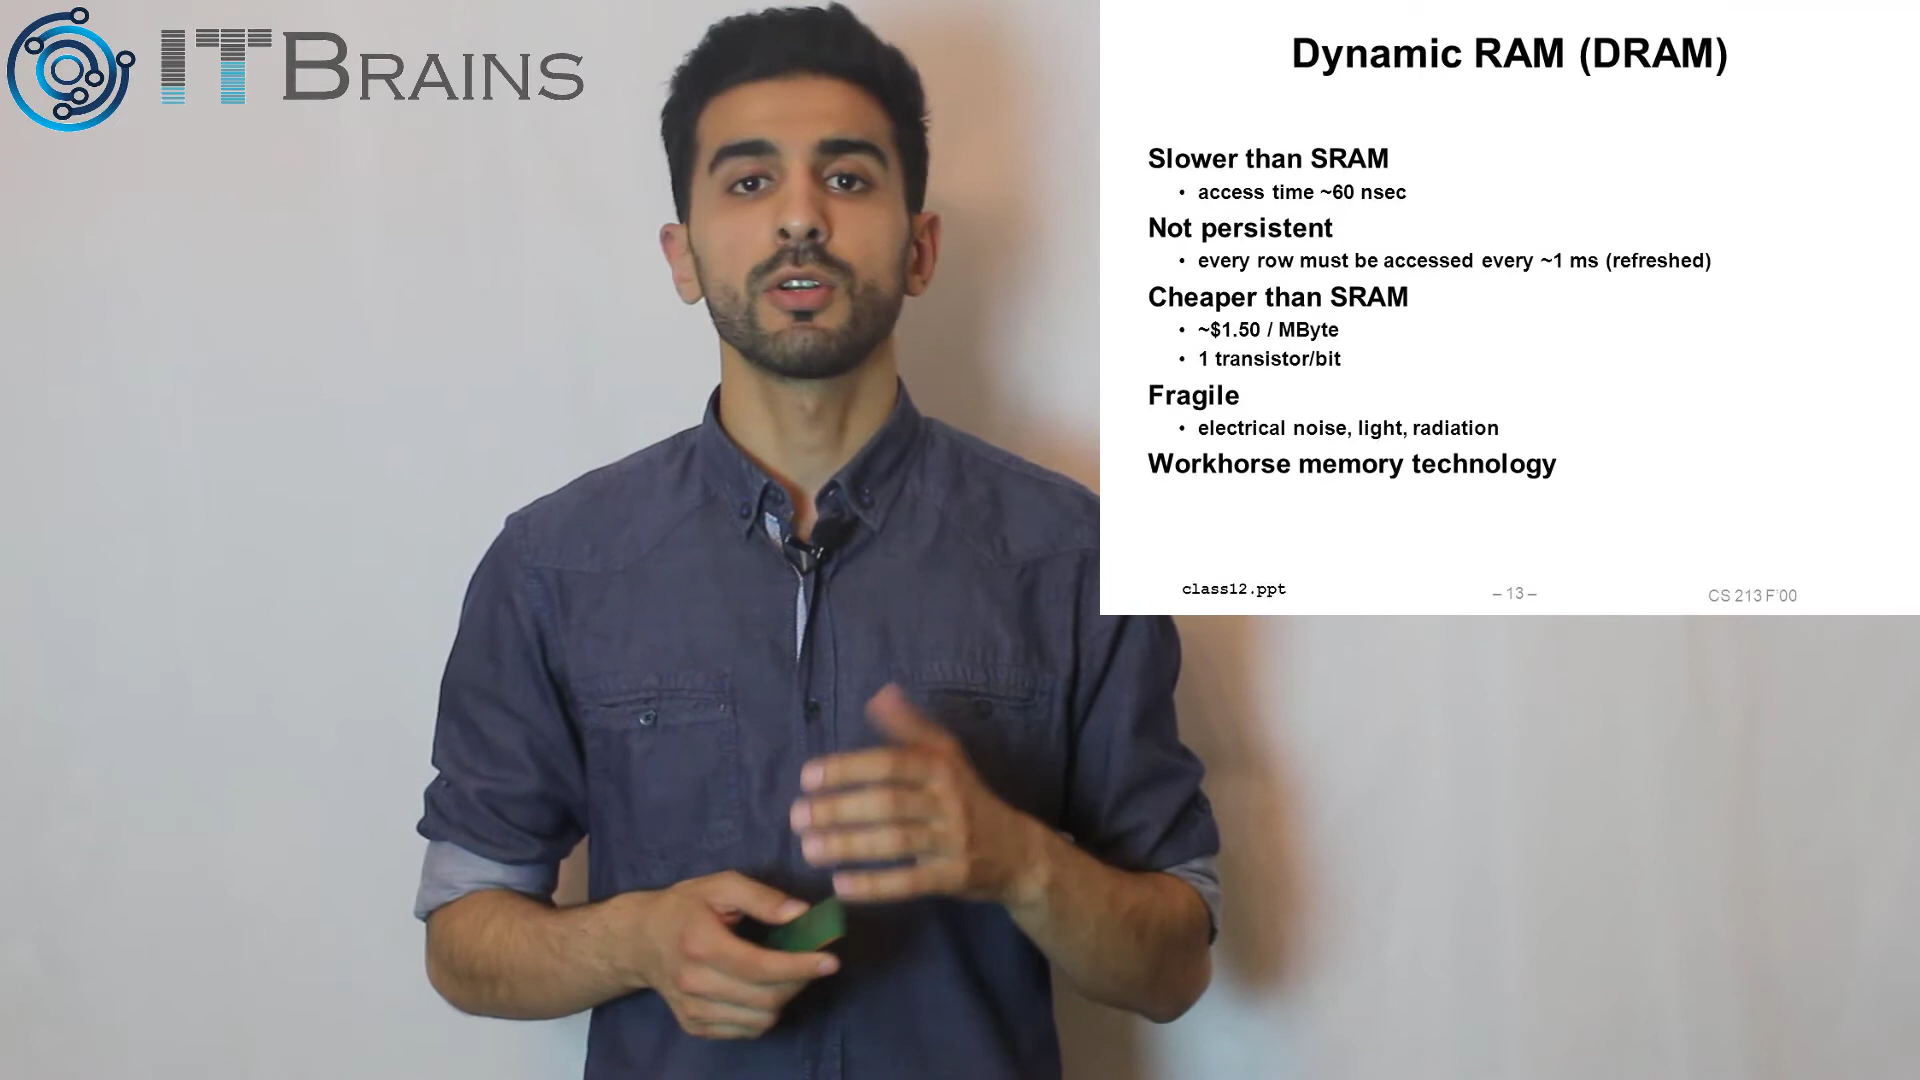 ITBRAINS
Dynamic RAM (DRAM)
Slower than SRAM
• access time ~60 nsec
Not persistent
• every row must be accessed every ~1 ms (refreshed)
Cheaper than SRAM
• ~$1.50 / MByte
• 1 transistor/bit
Fragile
• electrical noise, light, radiation
Workhorse memory technology
class12.ppt
– 13 –
CS 213 F'00